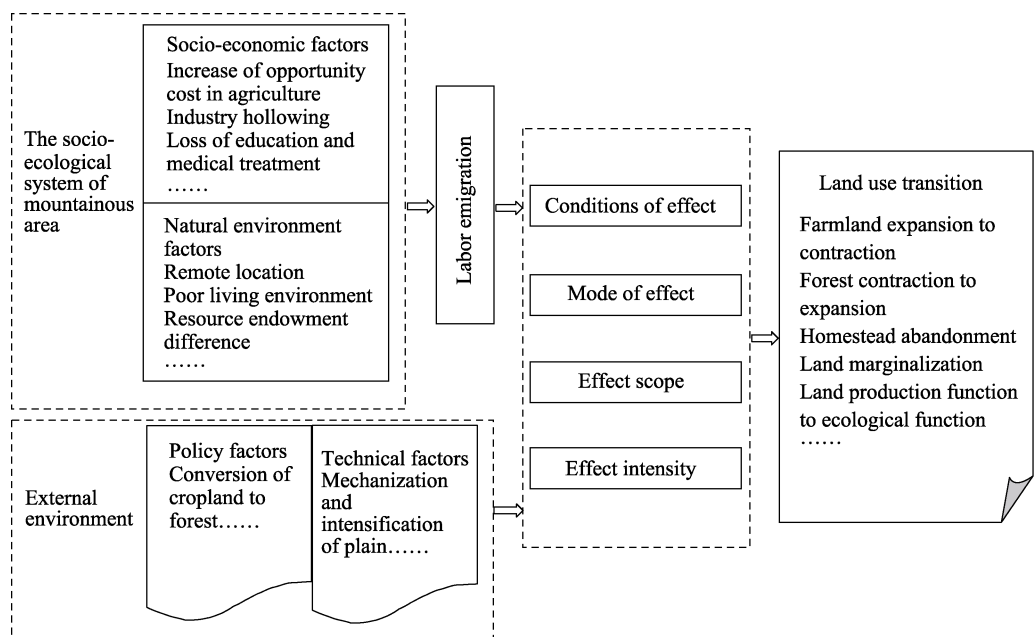 The socio-
ecological
system of
mountainous
area
Socio-economic factors
Increase of opportunity
cost in agriculture
Industry hollowing
Loss of education and
medical treatment
……
Natural environment
factors
Remote location
Poor living environment
Resource endowment
difference
……
Labor emigration
External
environment
Policy factors
Conversion of
cropland to
forest……
Technical factors
Mechanization
and
intensification
of plain……
Conditions of effect
Mode of effect
Effect scope
Effect intensity
Land use transition
Farmland expansion to
contraction
Forest contraction to
expansion
Homestead abandonment
Land marginalization
Land production function
to ecological function
……